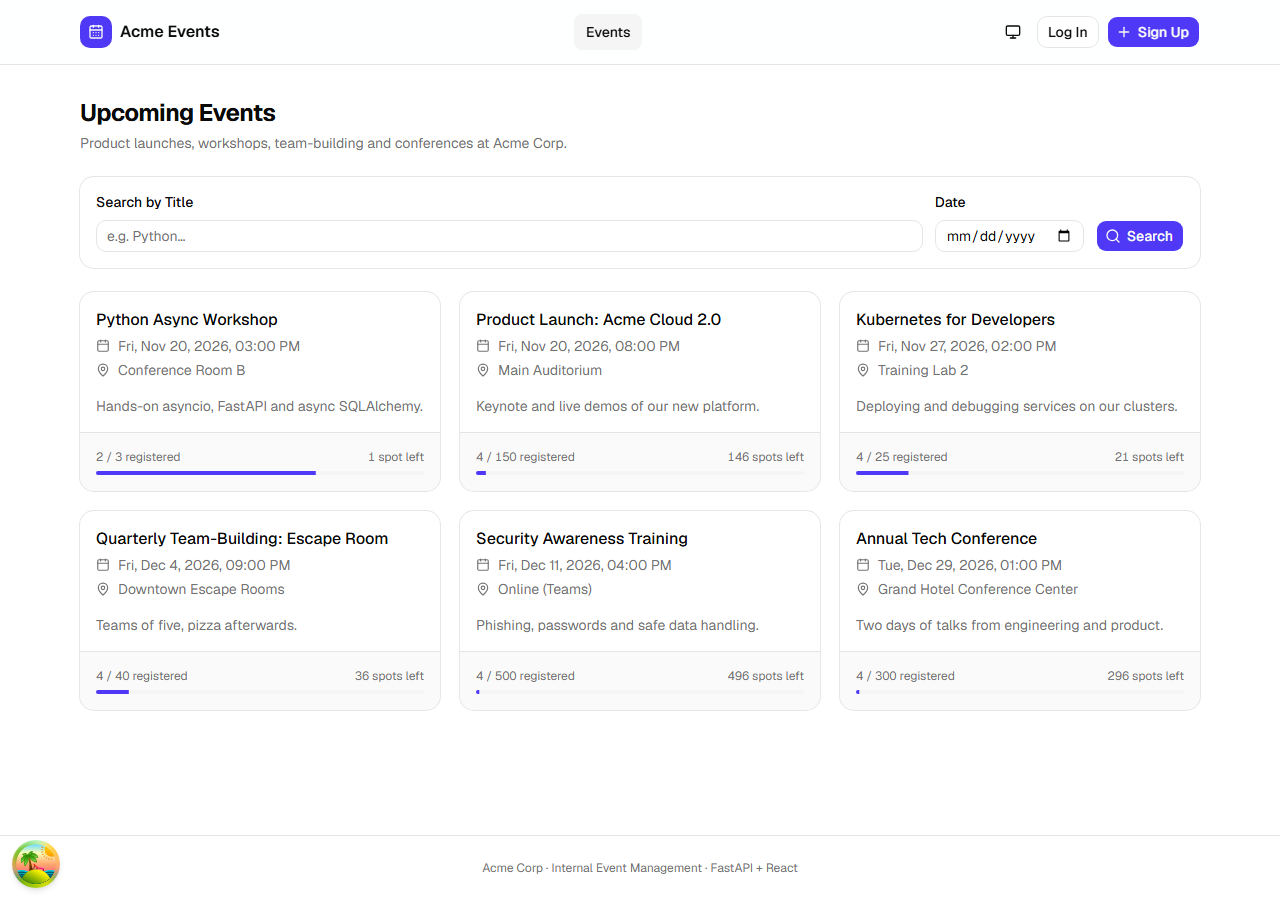 Acme Events
Events
Log In
Sign Up
Upcoming Events
Product launches, workshops, team-building and conferences at Acme Corp.
Search by Title
Date
e.g. Python…
mm/dd/yyyy
Search
Python Async Workshop
Fri, Nov 20, 2026, 03:00 PM
Conference Room B
Hands-on asyncio, FastAPI and async SQLAlchemy.
2 / 3 registered
1 spot left
Product Launch: Acme Cloud 2.0
Fri, Nov 20, 2026, 08:00 PM
Main Auditorium
Keynote and live demos of our new platform.
4 / 150 registered
146 spots left
Kubernetes for Developers
Fri, Nov 27, 2026, 02:00 PM
Training Lab 2
Deploying and debugging services on our clusters.
4 / 25 registered
21 spots left
Quarterly Team-Building: Escape Room
Fri, Dec 4, 2026, 09:00 PM
Downtown Escape Rooms
Teams of five, pizza afterwards.
4 / 40 registered
36 spots left
Security Awareness Training
Fri, Dec 11, 2026, 04:00 PM
Online (Teams)
Phishing, passwords and safe data handling.
4 / 500 registered
496 spots left
Annual Tech Conference
Tue, Dec 29, 2026, 01:00 PM
Grand Hotel Conference Center
Two days of talks from engineering and product.
4 / 300 registered
296 spots left
Acme Corp · Internal Event Management · FastAPI + React